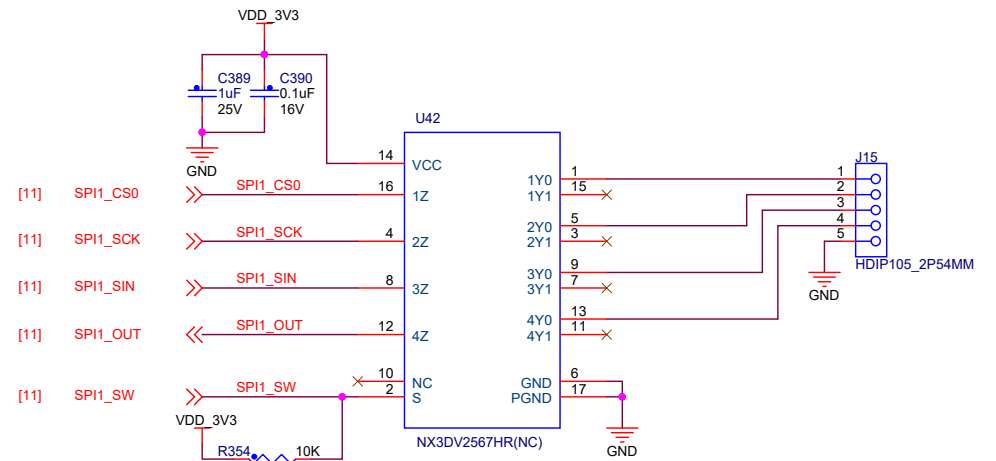 VDD_3V3
C389
1uF
25V
C390
0.1uF
16V
GND
U42
14 VCC
[11] SPI1_CS0 SPI1_CS0 16 1Z
[11] SPI1_SCK SPI1_SCK 4 2Z
[11] SPI1_SIN SPI1_SIN 8 3Z
[11] SPI1_OUT SPI1_OUT 12 4Z
10 NC
[11] SPI1_SW SPI1_SW 2 S
VDD_3V3
R354 10K
1Y0 1
1Y1 15
2Y0 5
2Y1 3
3Y0 9
3Y1 7
4Y0 13
4Y1 11
GND 6
PGND 17
NX3DV2567HR(NC)
GND
J15
1
2
3
4
5
HDIP105_2P54MM
GND